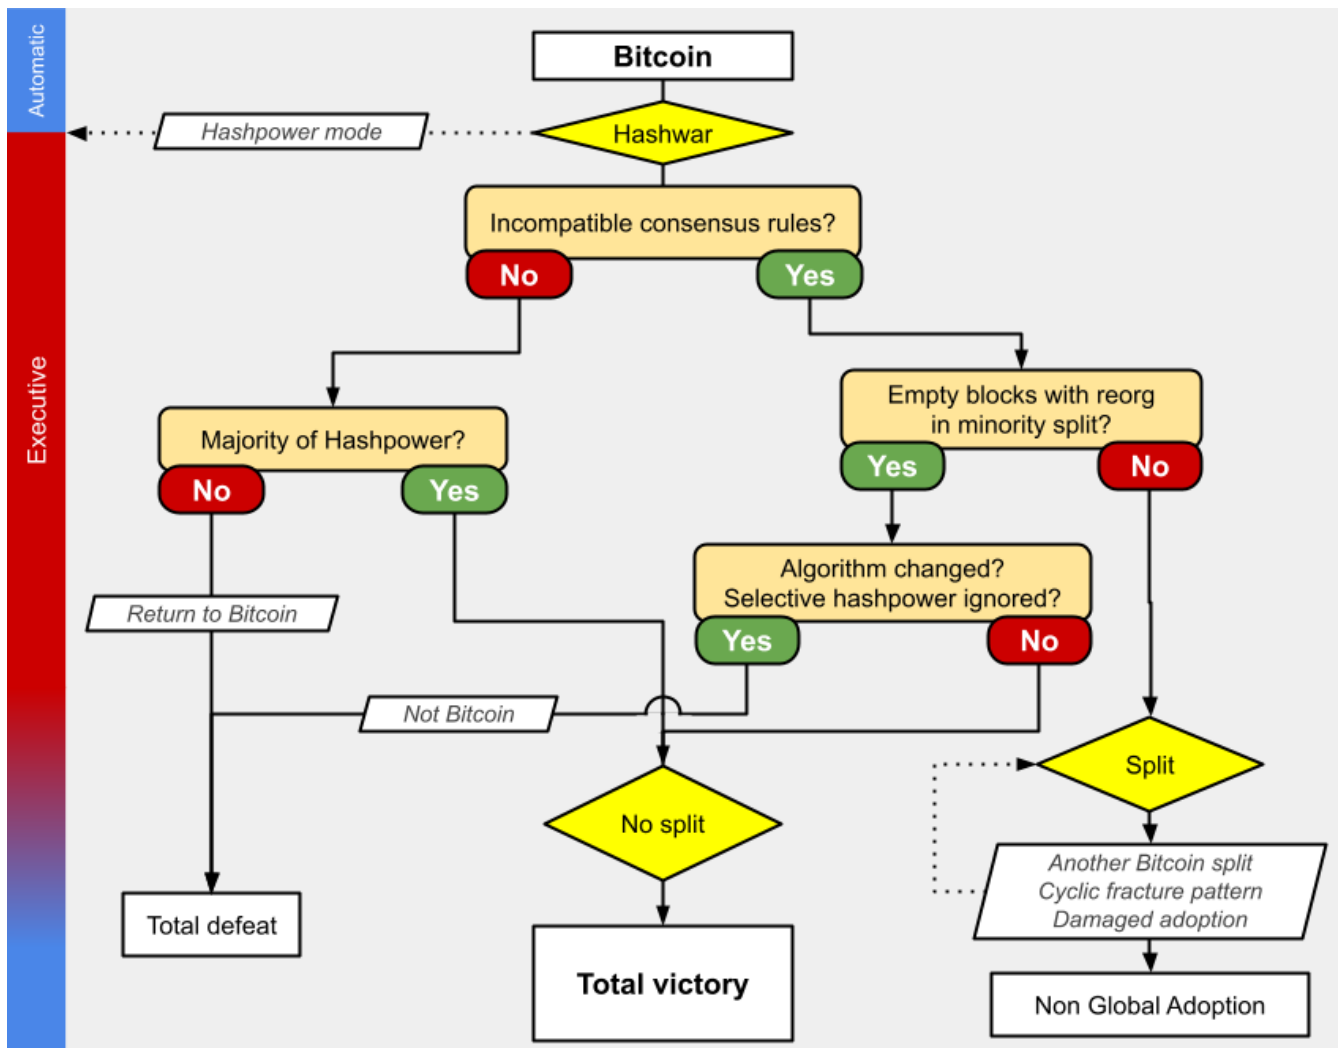 Automatic
Bitcoin
Hashpower mode
Hashwar
Incompatible consensus rules?
No
Yes
Executive
Empty blocks with reorg
in minority split?
Majority of Hashpower?
Yes
No
No
Yes
Algorithm changed?
Selective hashpower ignored?
Return to Bitcoin
Yes
No
Not Bitcoin
Split
No split
Another Bitcoin split
Cyclic fracture pattern
Damaged adoption
Total defeat
Total victory
Non Global Adoption